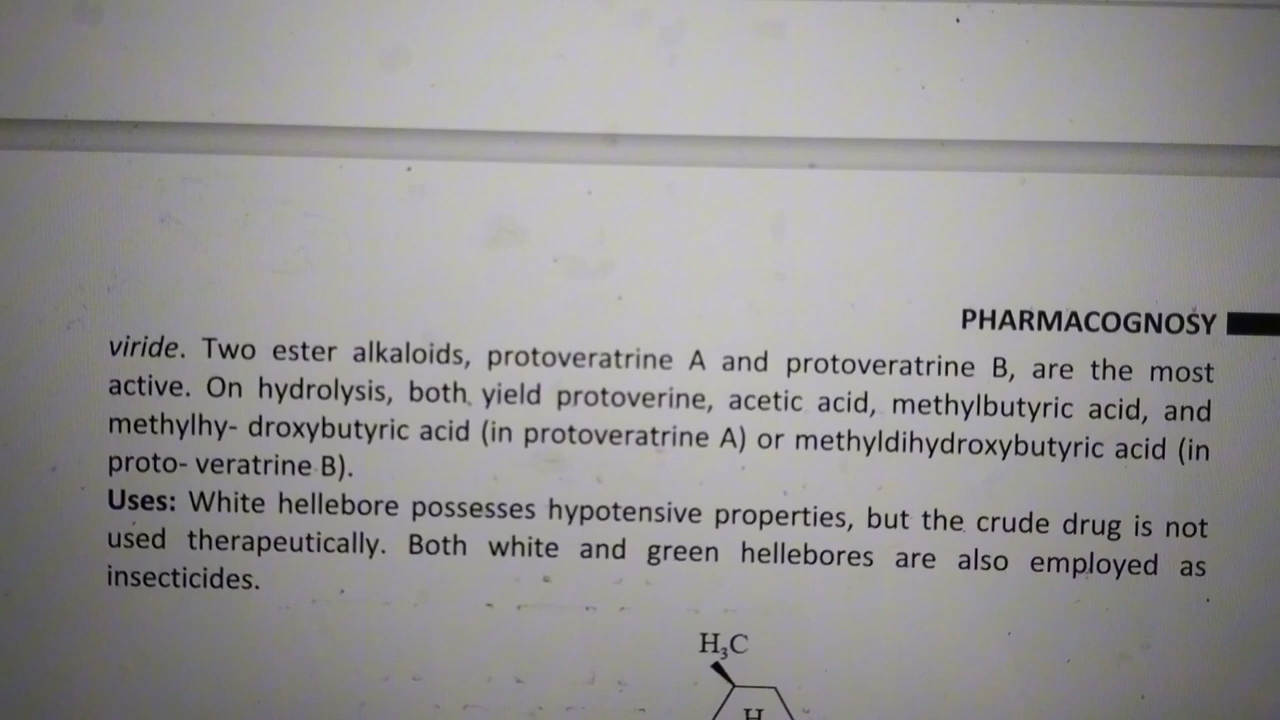 PHARMACOGNOSY
viride. Two ester alkaloids, protoveratrine A and protoveratrine B, are the most
active. On hydrolysis, both yield protoverine, acetic acid, methylbutyric acid, and
methylhy- droxybutyric acid (in protoveratrine A) or methyldihydroxybutyric acid (in
proto- veratrine B).
Uses: White hellebore possesses hypotensive properties, but the crude drug is not
used therapeutically. Both white and green hellebores are also employed as
insecticides.
H₃C
H